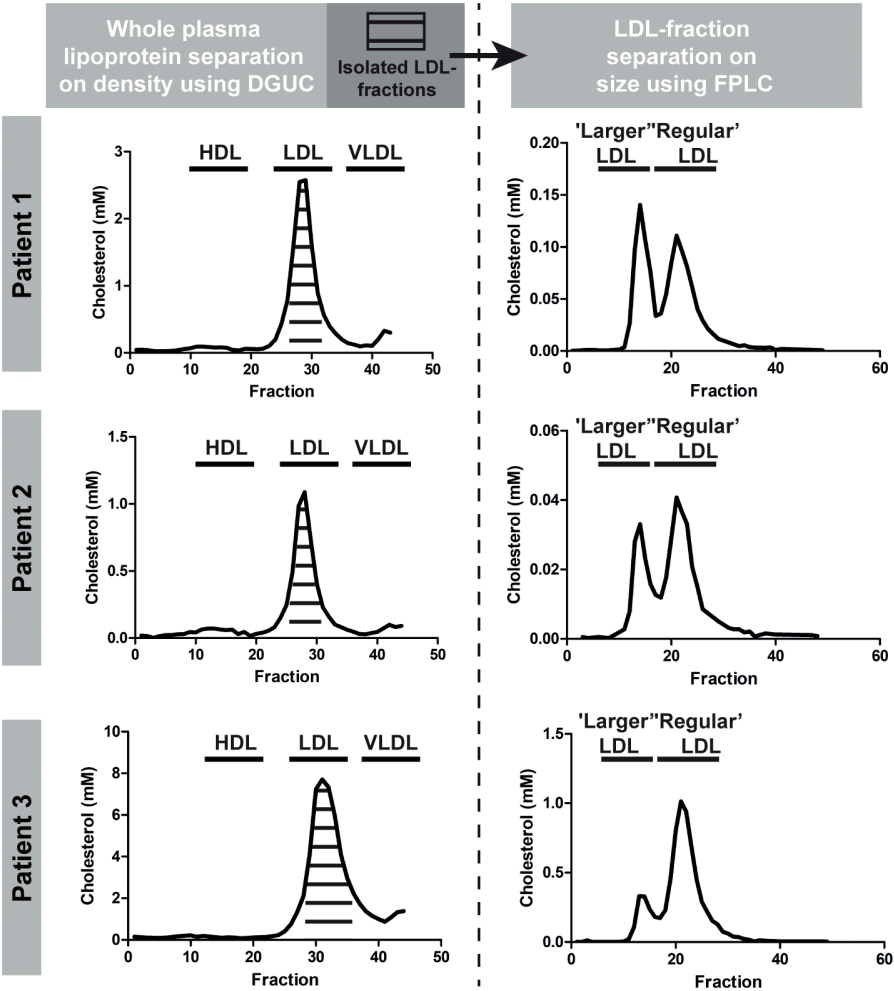 Whole plasma
lipoprotein separation
on density using DGUC
Isolated LDL-
fractions
LDL-fraction
separation on
size using FPLC
Patient 1
HDL LDL VLDL
Cholesterol (mM)
3
2
1
0
0 10 20 30 40 50
Fraction
'Larger''Regular'
LDL LDL
Cholesterol (mM)
0.20
0.15
0.10
0.05
0.00
0 20 40 60
Fraction
Patient 2
HDL LDL VLDL
Cholesterol (mM)
1.5
1.0
0.5
0.0
0 10 20 30 40 50
Fraction
'Larger''Regular'
LDL LDL
Cholesterol (mM)
0.06
0.04
0.02
0.00
0 20 40 60
Fraction
Patient 3
HDL LDL VLDL
Cholesterol (mM)
10
8
6
4
2
0
0 10 20 30 40 50
Fraction
'Larger''Regular'
LDL LDL
Cholesterol (mM)
1.5
1.0
0.5
0.0
0 20 40 60
Fraction